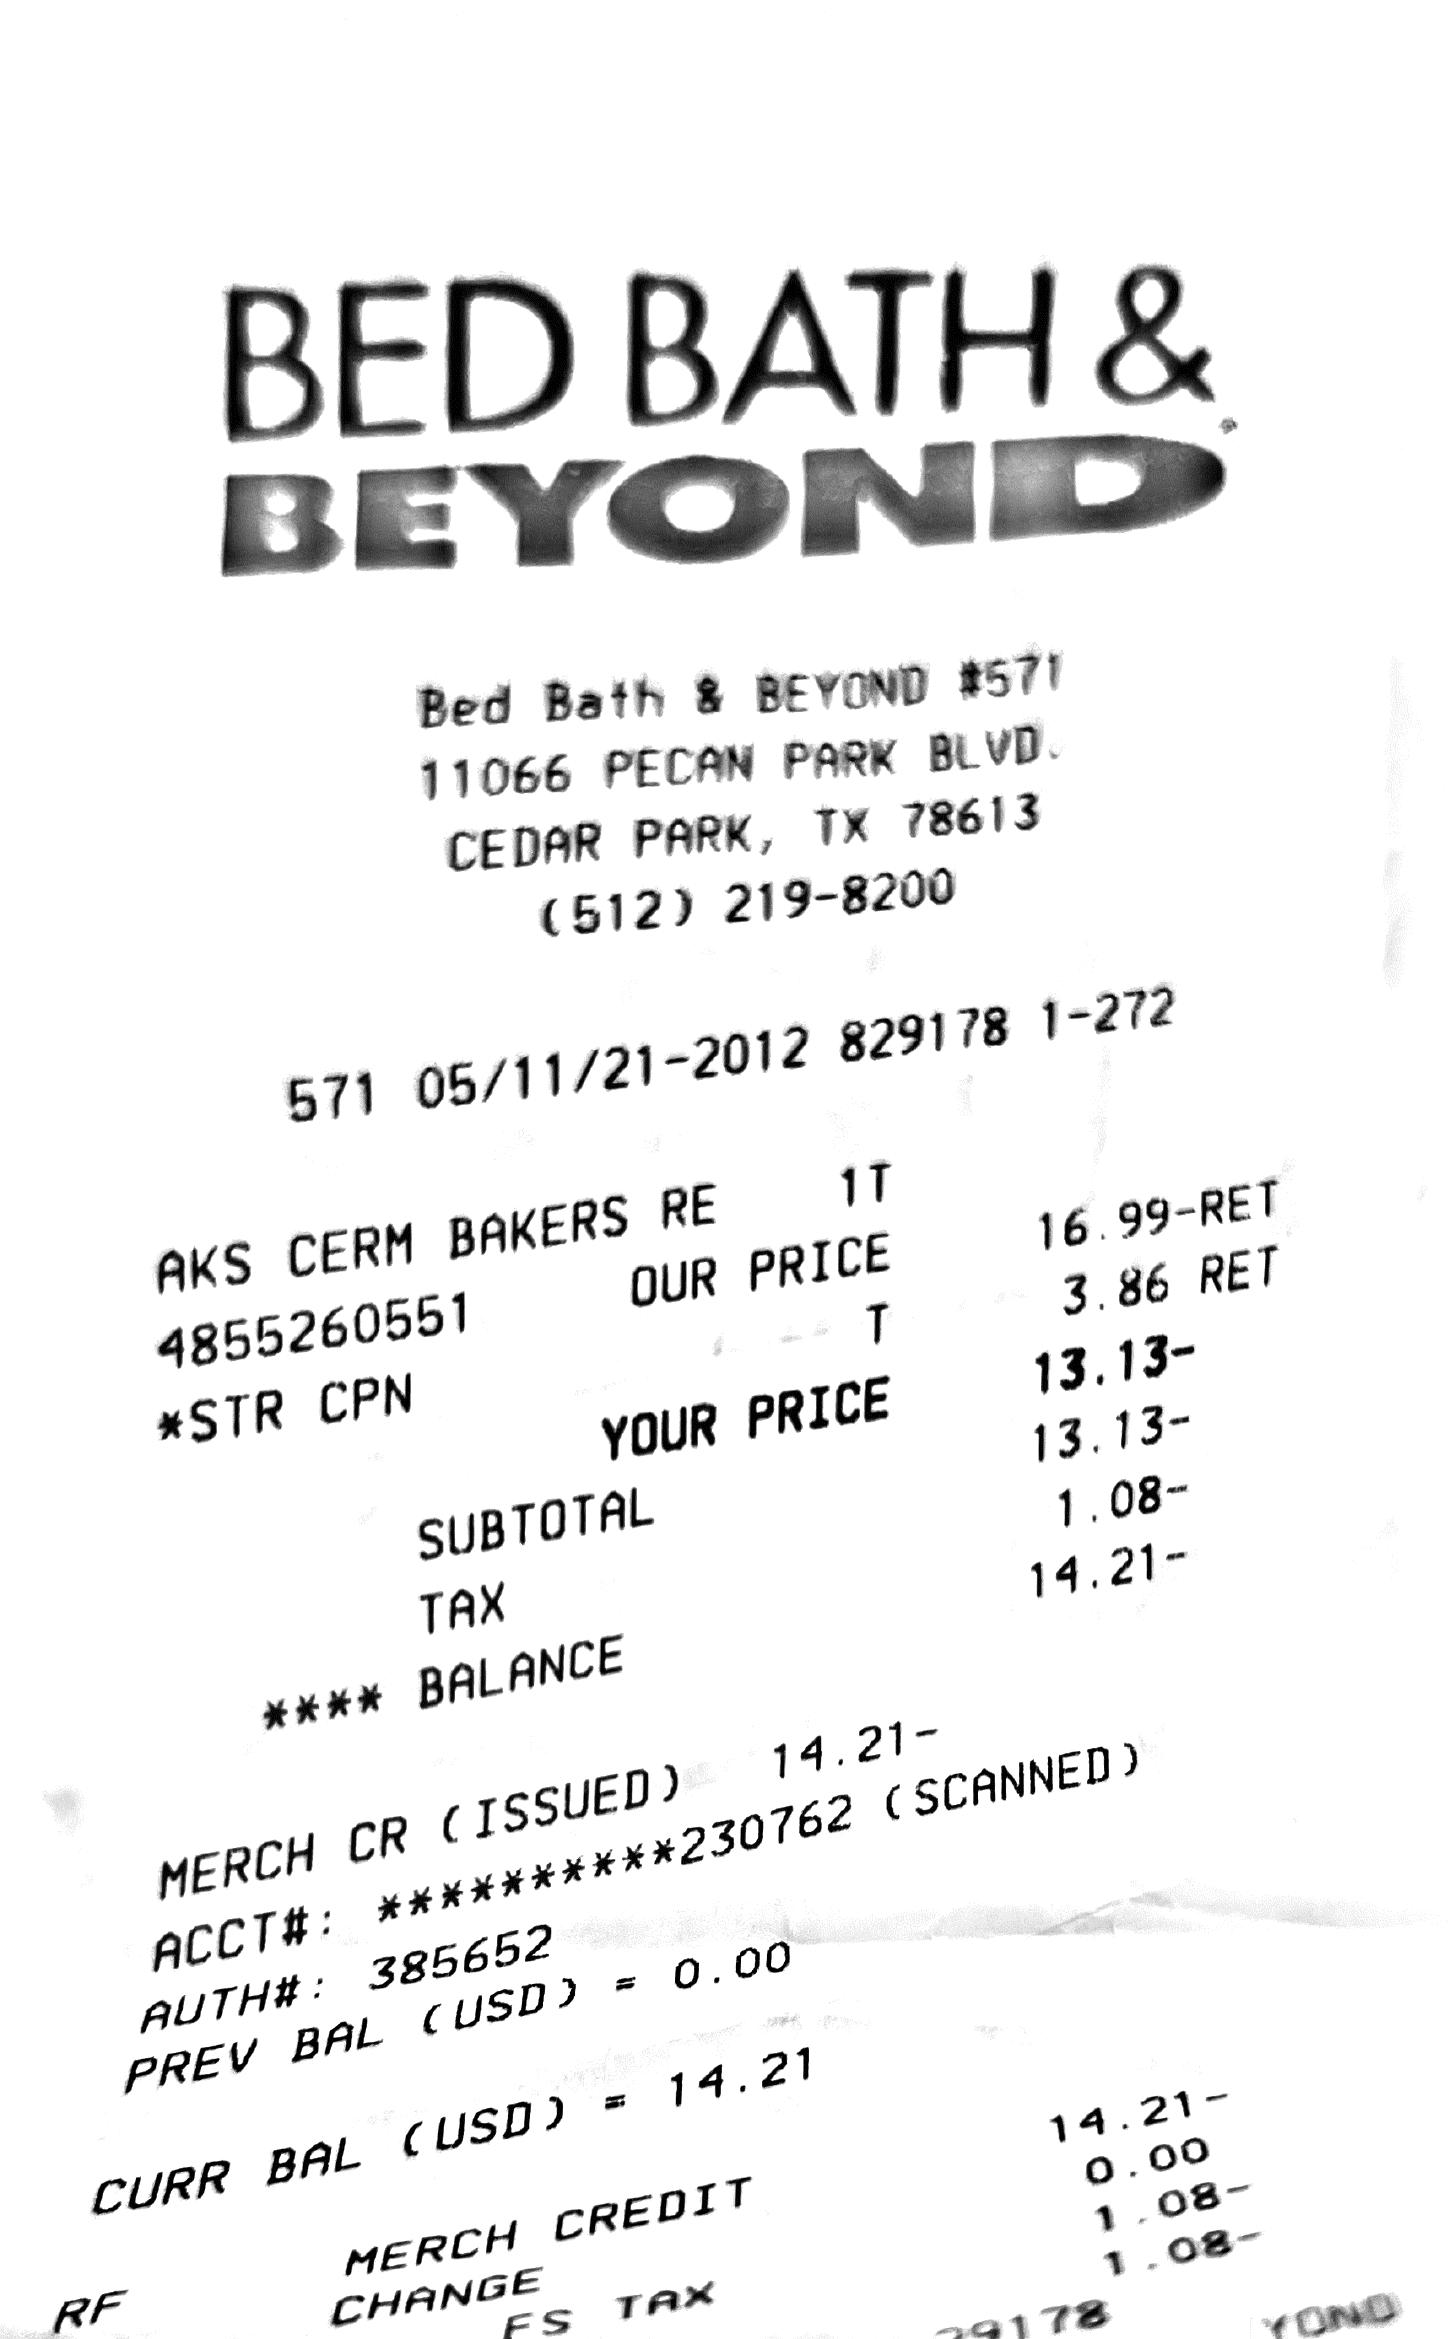 BED BATH &
BEYOND
Bed Bath & BEYOND #571
11066 PECAN PARK BLVD.
CEDAR PARK, TX 78613
(512) 219-8200
571 05/11/21-2012 829178 1-272
AKS CERM BAKERS RE 1T
4855260551 OUR PRICE 16.99-RET
*STR CPN T 3.86 RET
YOUR PRICE 13.13-
SUBTOTAL 13.13-
TAX 1.08-
**** BALANCE 14.21-
MERCH CR (ISSUED) 14.21-
ACCT#: **********230762 (SCANNED)
AUTH#: 385652
PREV BAL (USD) = 0.00
CURR BAL (USD) = 14.21
MERCH CREDIT 14.21-
RF CHANGE 0.00
FS TAX 1.08-
1.08-